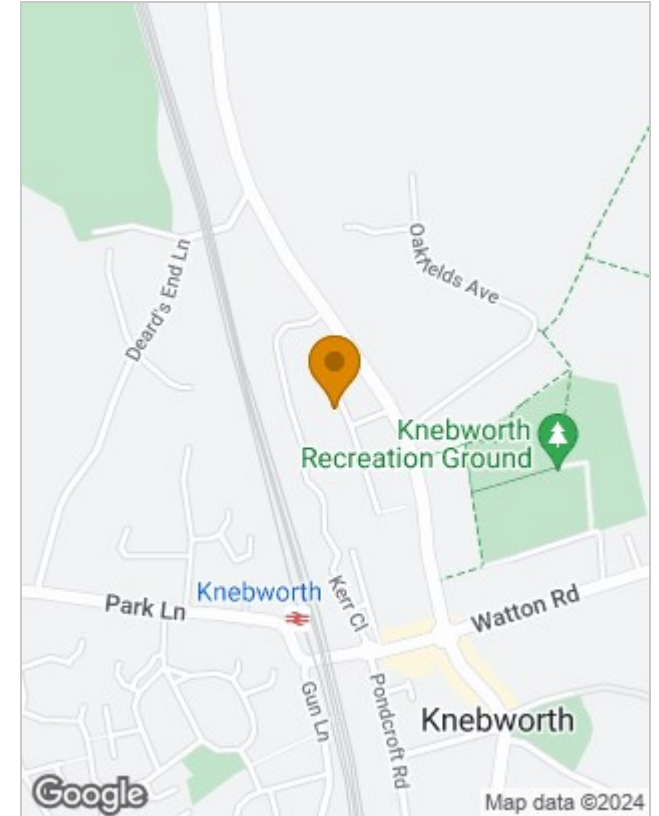 Oakfields Ave
Deard's End Ln
Knebworth
Recreation Ground
Knebworth
Kerr Cl
Park Ln
Watton Rd
Gun Ln
Pondcroft Rd
Knebworth
Google
Map data ©2024